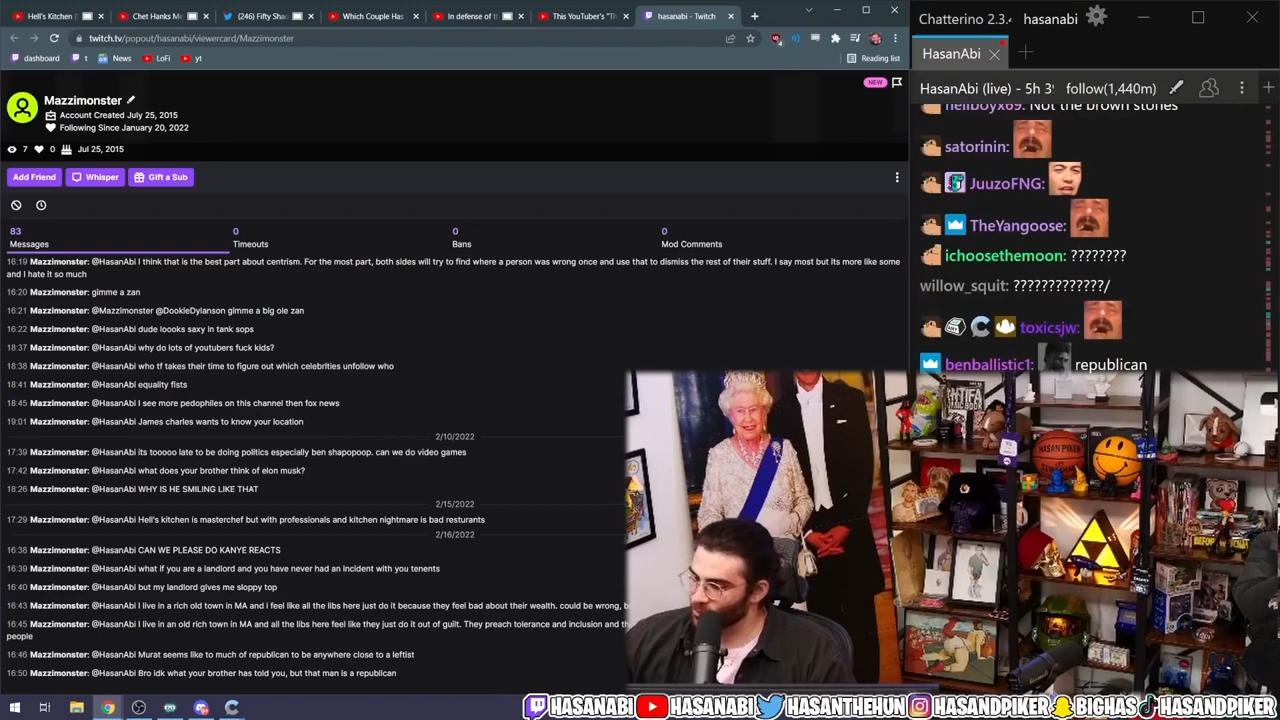 Hell's Kitchen
Chet Hanks M
(246) Fifty Sha
Which Couple Has
In defense of t
This YouTuber's "Th
hasanabi - Twitch
twitch.tv/popout/hasanabi/viewercard/Mazzimonster
dashboard
t
News
LoFi
yt
Reading list
NEW
Mazzimonster
Account Created July 25, 2015
Following Since January 20, 2022
7
0
Jul 25, 2015
Add Friend
Whisper
Gift a Sub
83
0
0
0
Messages
Timeouts
Bans
Mod Comments
16:19 Mazzimonster: @HasanAbi I think that is the best part about centrism. For the most part, both sides will try to find where a person was wrong once and use that to dismiss the rest of their stuff. I say most but its more like some
and I hate it so much
16:20 Mazzimonster: gimme a zan
16:21 Mazzimonster: @Mazzimonster @DookieDylanson gimme a big ole zan
16:22 Mazzimonster: @HasanAbi dude loooks saxy in tank sops
18:37 Mazzimonster: @HasanAbi why do lots of youtubers fuck kids?
18:38 Mazzimonster: @HasanAbi who tf takes their time to figure out which celebrities unfollow who
18:41 Mazzimonster: @HasanAbi equality fists
18:45 Mazzimonster: @HasanAbi I see more pedophiles on this channel then fox news
19:01 Mazzimonster: @HasanAbi James charles wants to know your location
2/10/2022
17:39 Mazzimonster: @HasanAbi its tooooo late to be doing politics especially ben shapopoop. can we do video games
17:42 Mazzimonster: @HasanAbi what does your brother think of elon musk?
18:26 Mazzimonster: @HasanAbi WHY IS HE SMILING LIKE THAT
2/15/2022
17:29 Mazzimonster: @HasanAbi Hell's kitchen is masterchef but with professionals and kitchen nightmare is bad resturants
2/16/2022
16:38 Mazzimonster: @HasanAbi CAN WE PLEASE DO KANYE REACTS
16:39 Mazzimonster: @HasanAbi what if you are a landlord and you have never had an incident with you tenents
16:40 Mazzimonster: @HasanAbi but my landlord gives me sloppy top
16:43 Mazzimonster: @HasanAbi I live in a rich old town in MA and i feel like all the libs here just do it because they feel bad about their wealth. could be wrong, b
16:45 Mazzimonster: @HasanAbi I live in an old rich town in MA and all the libs here feel like they just do it out of guilt. They preach tolerance and inclusion and th
people
16:46 Mazzimonster: @HasanAbi Murat seems like to much of republican to be anywhere close to a leftist
16:50 Mazzimonster: @HasanAbi Bro idk what your brother has told you, but that man is a republican
Chatterino 2.3.4
hasanabi
HasanAbi
HasanAbi (live) - 5h 3
follow(1,440m)
hellboyx69: Not the brown stones
satorinin:
JuuzoFNG:
TheYangoose:
ichoosethemoon: ????????
willow_squit: ?????????????/
toxicsjw:
benballistic1: republican
ANTIFA
COMIC BOOK
HASAN PIKER
HASANABI
HASANABI
HASANTHEHUN
HASANDPIKER
BIGHAS
HASANDPIKER